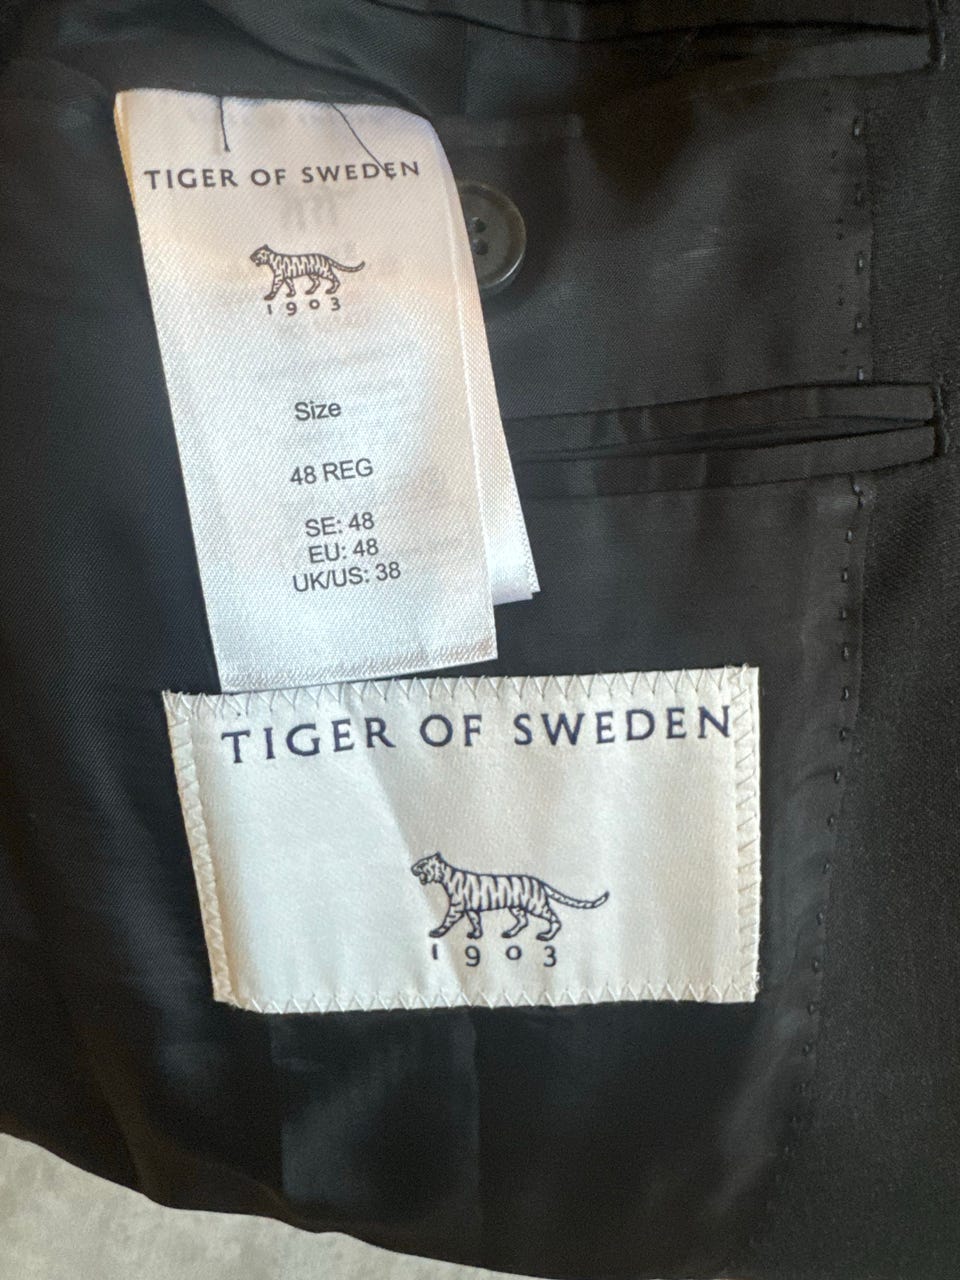 TIGER OF SWEDEN
1903
Size
48 REG
SE: 48
EU: 48
UK/US: 38
TIGER OF SWEDEN
1903